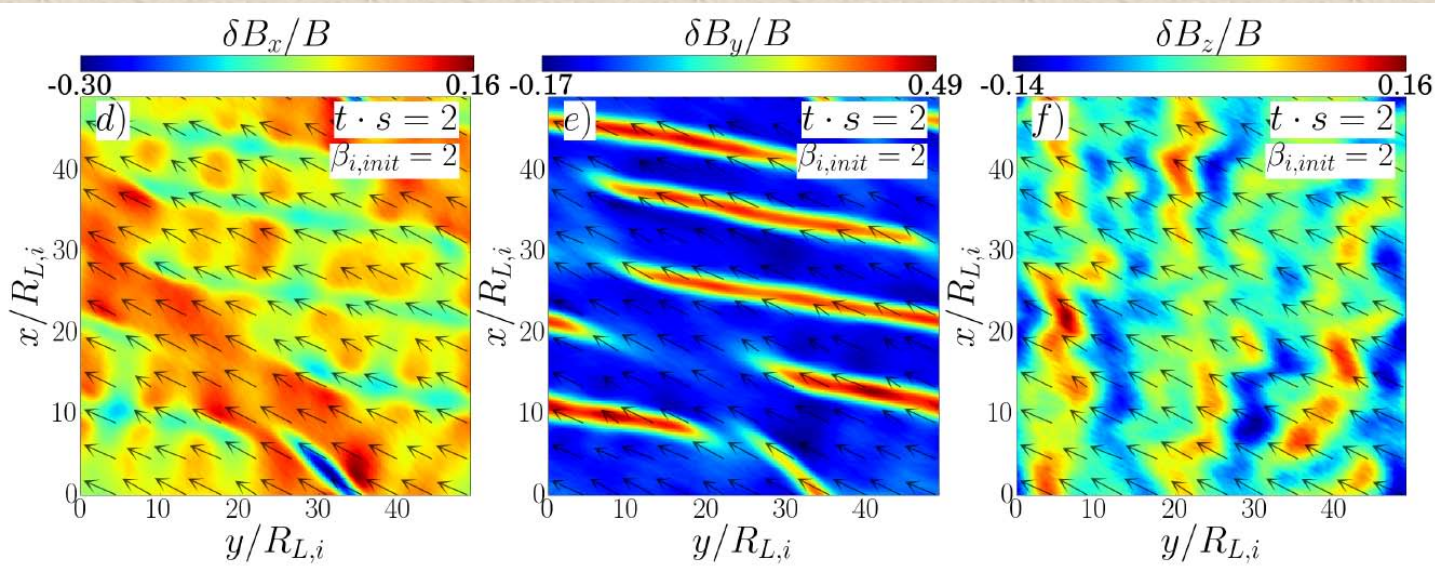 δB_x/B δB_y/B δB_z/B
-0.30 0.16 -0.17 0.49 -0.14 0.16
d) t · s = 2 e) t · s = 2 f) t · s = 2
β_{i,init} = 2 β_{i,init} = 2 β_{i,init} = 2
40 40 40
30 30 30
x/R_{L,i} x/R_{L,i} x/R_{L,i}
20 20 20
10 10 10
0 0 0
0 10 20 30 40 0 10 20 30 40 0 10 20 30 40
y/R_{L,i} y/R_{L,i} y/R_{L,i}